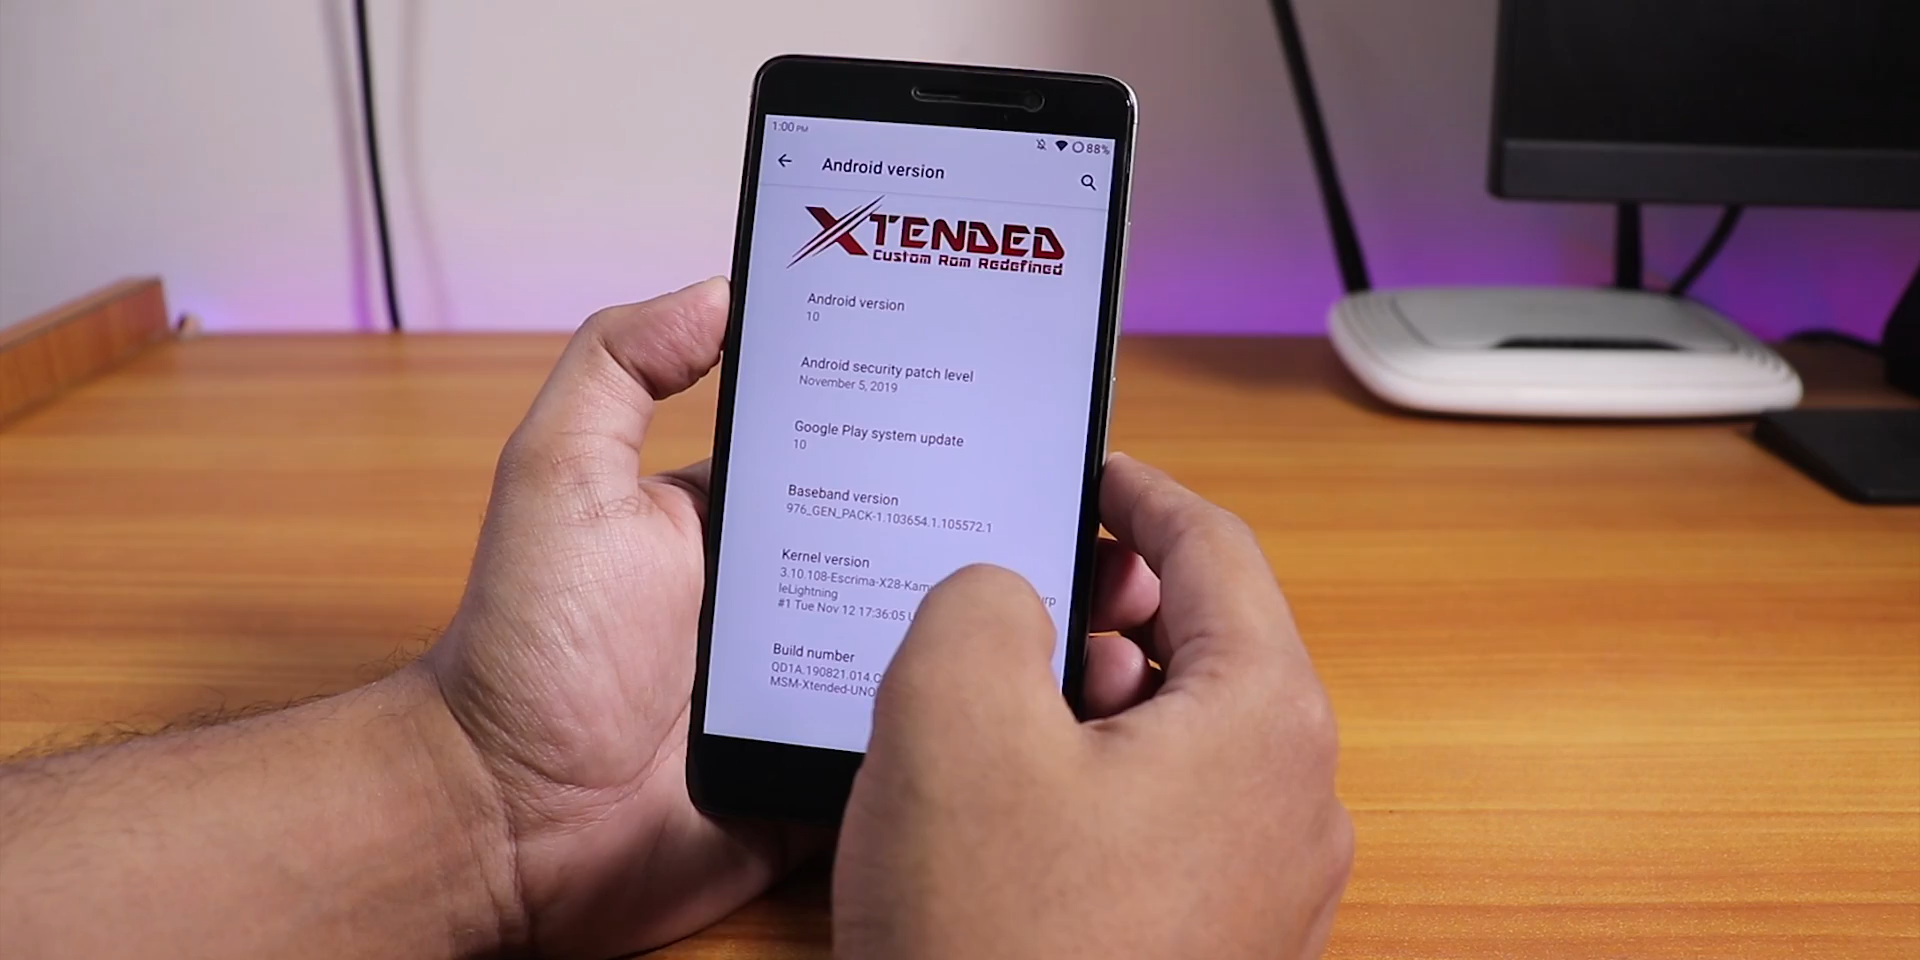 1:00 PM
88%
Android version
XTENDED
Custom Rom Redefined
Android version
10
Android security patch level
November 5, 2019
Google Play system update
10
Baseband version
976_GEN_PACK-1.103654.1.105572.1
Kernel version
3.10.108-Escrima-X28-Kam
leLightning
#1 Tue Nov 12 17:36:05
Build number
QD1A.190821.014.
MSM-Xtended-UNO